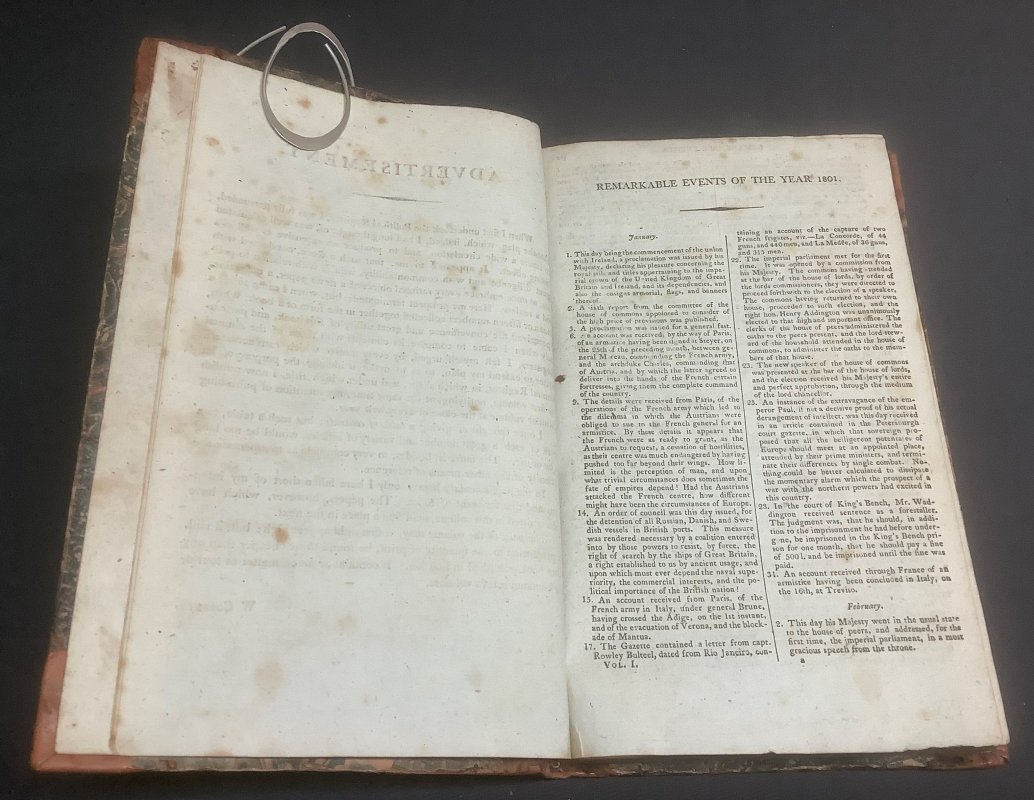 ADVERTISEMENT
REMARKABLE EVENTS OF THE YEAR 1801.
January.
1. This day being the commencement of the union
with Ireland, a proclamation was issued by his
Majesty, declaring his pleasure concerning the
royal stile and titles appertaining to the impe-
rial crown of the United Kingdom of Great
Britain and Ireland, and its dependencies, and
also the ensigns armorial, flags, and banners
thereof.
2. A sixth report from the committee of the
house of commons appointed to consider of
the high price of provisions was published.
3. A proclamation was issued for a general fast.
6. An account was received, by the way of Paris,
of an armistice having been signed at Steyer, on
the 25th of the preceding month, between ge-
neral Moreau, commanding the French army,
and the archduke Charles, commanding that
of Austria, and by which the latter agreed to
deliver into the hands of the French certain
fortresses, giving them the complete command
of the country.
9. The details were received from Paris, of the
operations of the French army which led to
the dilemma in which the Austrians were
obliged to sue to the French general for an
armistice. By these details it appears that
the French were as ready to grant, as the
Austrians to request, a cessation of hostilities,
as their centre was much endangered by having
pushed too far beyond their wings. How li-
mited is the perception of man, and upon
what trivial circumstances does sometimes the
fate of empires depend! Had the Austrians
attacked the French centre, how different
might have been the circumstances of Europe.
14. An order of council was this day issued, for
the detention of all Russian, Danish, and Swe-
dish vessels in British ports. This measure
was rendered necessary by a coalition entered
into by those powers to resist, by force, the
right of search by the ships of Great Britain,
a right established to us by ancient usage, and
upon which must ever depend the naval supe-
riority, the commercial interests, and the po-
litical importance of the British nation!
15. An account received from Paris, of the
French army in Italy, under general Brune,
having crossed the Adige, on the 1st instant,
and of the evacuation of Verona, and the block-
ade of Mantua.
17. The Gazette contained a letter from capt.
Rowley Bulteel, dated from Rio Janeiro, con-
VOL. I.
taining an account of the capture of two
French frigates, viz.—La Concorde, of 44
guns, and 440 men, and La Medée, of 36 guns,
and 315 men.
22. The imperial parliament met for the first
time. It was opened by a commission from
his Majesty. The commons having attended
at the bar of the house of lords, by order of
the lords commissioners, they were directed to
proceed forthwith to the election of a speaker.
The commons having returned to their own
house, proceeded to such election, and the
right hon. Henry Addington was unanimously
elected to that high and important office. The
clerks of the house of peers administered the
oaths to the peers present, and the lord stew-
ard of the household attended in the house of
commons, to administer the oaths to the mem-
bers of that house.
23. The new speaker of the house of commons
was presented at the bar of the house of lords,
and the election received his Majesty's entire
and perfect approbation, through the medium
of the lord chancellor.
25. An instance of the extravagance of the em-
peror Paul, if not a decisive proof of his actual
derangement of intellect, was this day received
in an article contained in the Petersburgh
court gazette, in which that sovereign pro-
posed that all the belligerent potentates of
Europe should meet at an appointed place,
attended by their prime ministers, and termi-
nate their differences by single combat. No-
thing could be better calculated to dissipate
the momentary alarm which the prospect of a
war with the northern powers had excited in
this country.
28. In the court of King's Bench, Mr. Wad-
dington received sentence as a forestaller.
The judgment was, that he should, in addi-
tion to the imprisonment he had before under-
gone, be imprisoned in the King's Bench pri-
son for one month, that he should pay a fine
of 500l. and be imprisoned until the fine was
paid.
31. An account received through France of an
armistice having been concluded in Italy, on
the 16th, at Treviso.
February.
2. This day his Majesty went in the usual state
to the house of peers, and addressed, for the
first time, the imperial parliament, in a most
gracious speech from the throne.
a